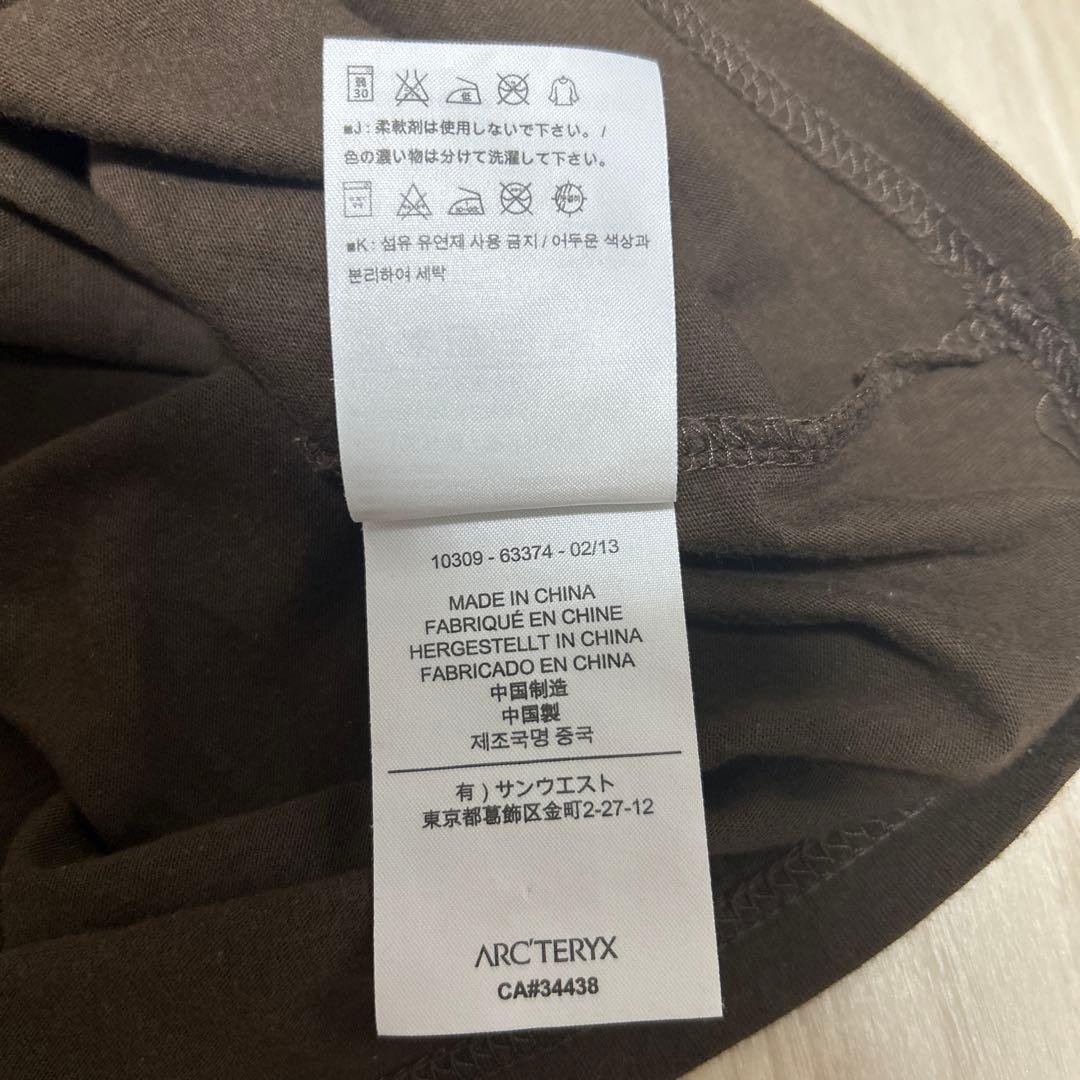 弱
30
低
■J : 柔軟剤は使用しないで下さい。/
色の濃い物は分けて洗濯して下さい。
■K : 섬유 유연제 사용 금지 / 어두운 색상과
분리하여 세탁
10309 - 63374 - 02/13
MADE IN CHINA
FABRIQUÉ EN CHINE
HERGESTELLT IN CHINA
FABRICADO EN CHINA
中国制造
中国製
제조국명 중국
有 ) サンウエスト
東京都葛飾区金町2-27-12
ARC'TERYX
CA#34438